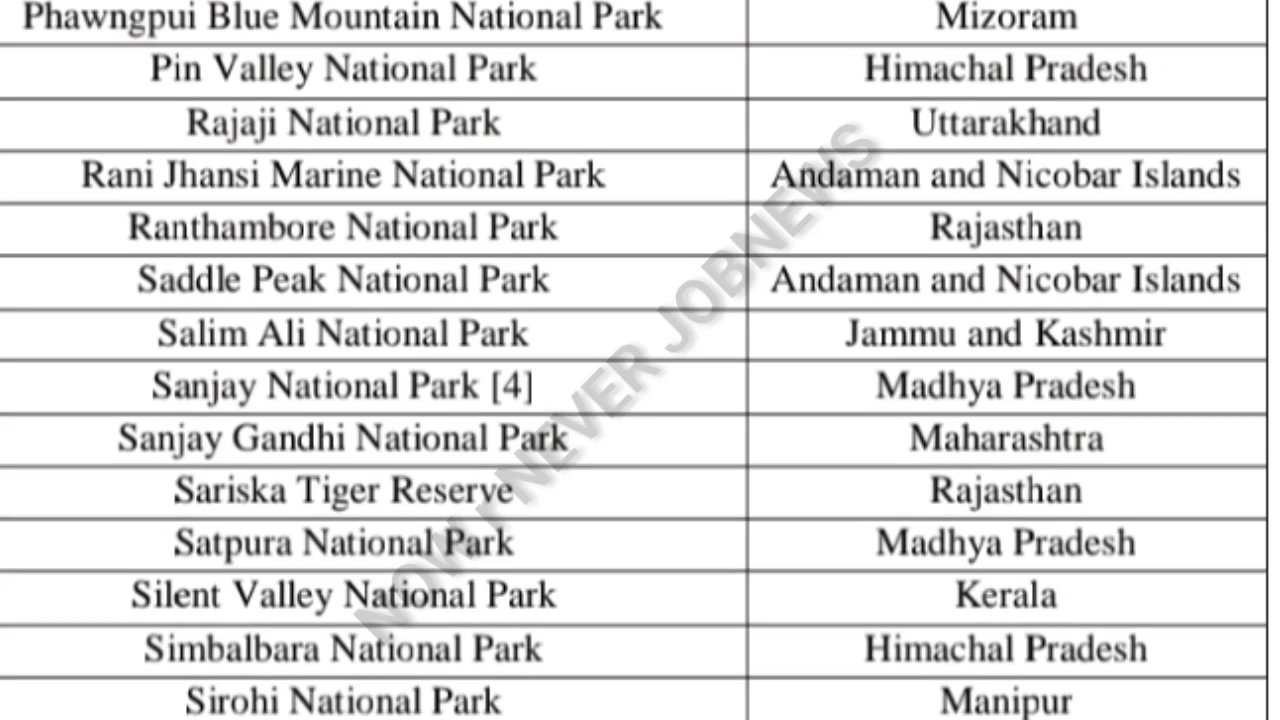 Phawngpui Blue Mountain National Park Mizoram
Pin Valley National Park Himachal Pradesh
Rajaji National Park Uttarakhand
Rani Jhansi Marine National Park Andaman and Nicobar Islands
Ranthambore National Park Rajasthan
Saddle Peak National Park Andaman and Nicobar Islands
Salim Ali National Park Jammu and Kashmir
Sanjay National Park [4] Madhya Pradesh
Sanjay Gandhi National Park Maharashtra
Sariska Tiger Reserve Rajasthan
Satpura National Park Madhya Pradesh
Silent Valley National Park Kerala
Simbalbara National Park Himachal Pradesh
Sirohi National Park Manipur
NEVER JOBNEWS